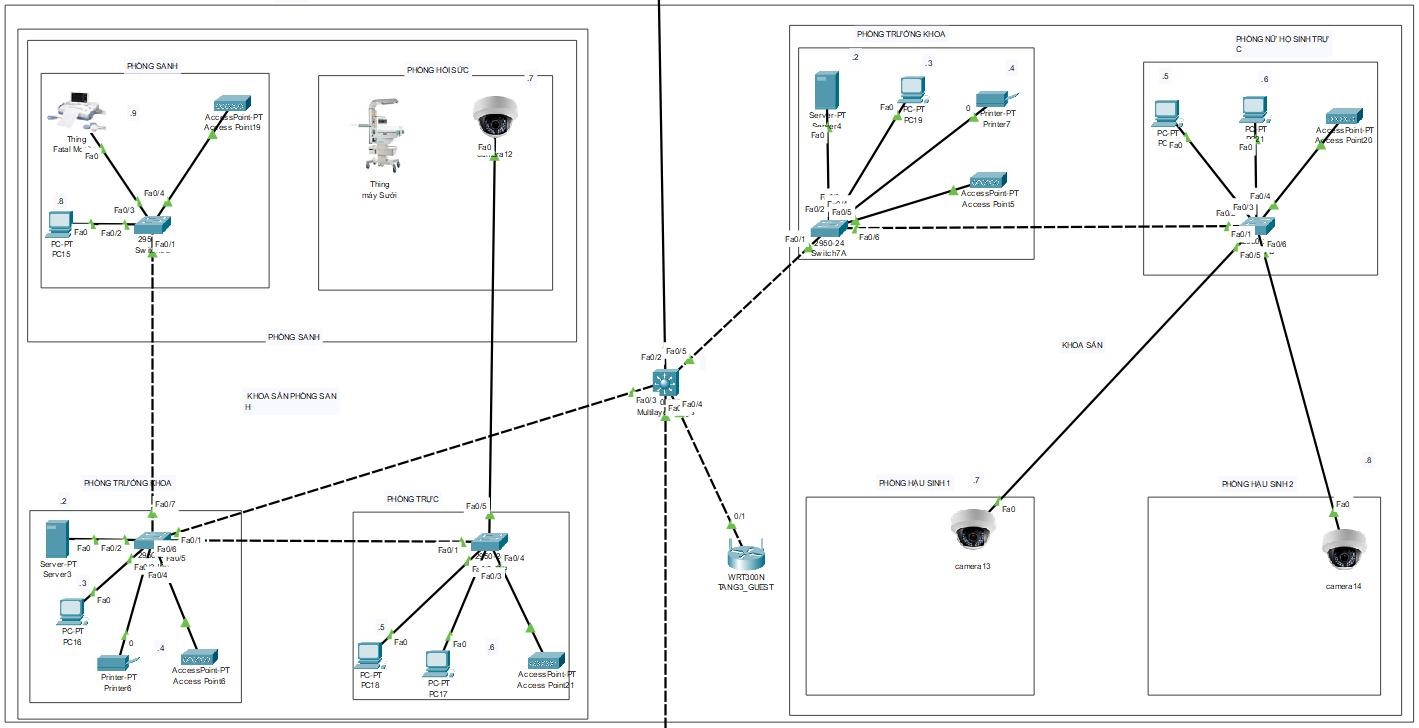 PHÒNG SANH
.9
AccessPoint-PT
Access Point19
Thing
Fa0
.8
Fa0/4
Fa0/3
Fa0
Fa0/2
Fa0/1
PC-PT
PC15
PHÒNG HỒI SỨC
.7
Thing
máy Sưởi
Fa0
PHÒNG SANH
KHOA SẢN PHÒNG SAN
H
PHÒNG TRƯỞNG KHOA
.2
Fa0/7
Fa0
Fa0/2
Fa0/1
Fa0/6
Fa0/4
Server-PT
Server3
.3
Fa0
PC-PT
PC16
0
.4
Printer-PT
Printer6
AccessPoint-PT
Access Point6
PHÒNG TRỰC
Fa0/5
Fa0/1
Fa0/4
Fa0/3
.5
Fa0
Fa0
.6
PC-PT
PC18
PC-PT
PC17
AccessPoint-PT
Access Point21
Fa0/2
Fa0/5
Fa0/3
Fa0/4
0/1
WRT300N
TANG3_GUEST
PHÒNG TRƯỞNG KHOA
.2
.3
.4
Server-PT
Fa0
Fa0
PC-PT
PC19
0
Printer-PT
Printer7
AccessPoint-PT
Access Point5
Fa0/2
Fa0/5
Fa0/1
Fa0/6
2950-24
Switch7A
PHÒNG NỮ HỘ SINH TRỰ
C
.5
.6
PC-PT
Fa0
PC-PT
Fa0
AccessPoint-PT
Access Point20
Fa0/4
Fa0/3
Fa0/1
Fa0/6
Fa0/5
KHOA SẢN
PHÒNG HẬU SINH 1
.7
Fa0
camera13
PHÒNG HẬU SINH 2
.8
Fa0
camera14